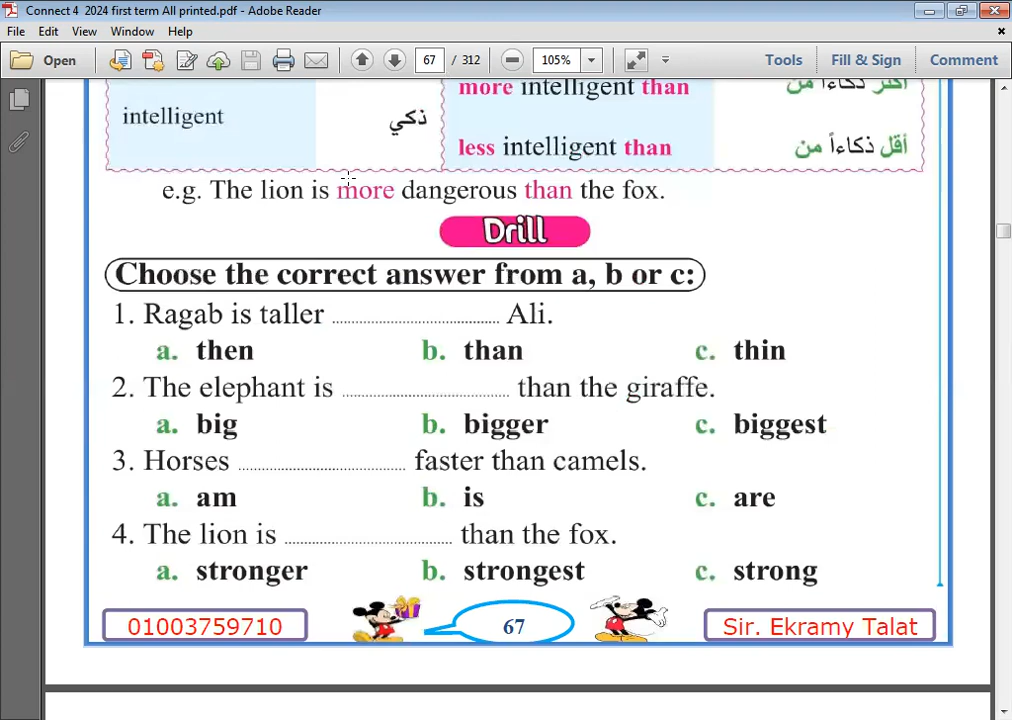 Connect 4 2024 first term All printed.pdf - Adobe Reader
File Edit View Window Help
Open 67 / 312 105% Tools Fill & Sign Comment
more intelligent than أكثر ذكاءاً من
intelligent ذكي
less intelligent than أقل ذكاءاً من
e.g. The lion is more dangerous than the fox.
Drill
Choose the correct answer from a, b or c:
1. Ragab is taller ........................................ Ali.
a. then b. than c. thin
2. The elephant is ........................................ than the giraffe.
a. big b. bigger c. biggest
3. Horses ........................................ faster than camels.
a. am b. is c. are
4. The lion is ........................................ than the fox.
a. stronger b. strongest c. strong
01003759710 67 Sir. Ekramy Talat